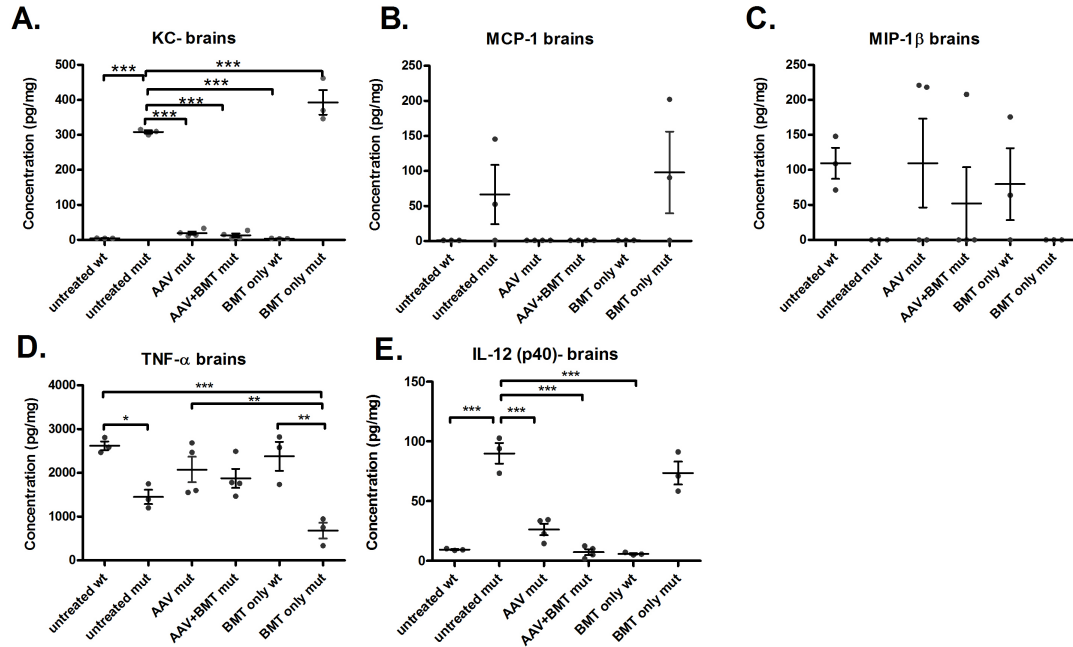 A.
KC- brains
Concentration (pg/mg)
500
400
300
200
100
0
***
***
***
***
***
untreated wt
untreated mut
AAV mut
AAV+BMT mut
BMT only wt
BMT only mut
B.
MCP-1 brains
Concentration (pg/mg)
250
200
150
100
50
0
untreated wt
untreated mut
AAV mut
AAV+BMT mut
BMT only wt
BMT only mut
C.
MIP-1β brains
Concentration (pg/mg)
250
200
150
100
50
0
untreated wt
untreated mut
AAV mut
AAV+BMT mut
BMT only wt
BMT only mut
D.
TNF-α brains
Concentration (pg/mg)
4000
3000
2000
1000
0
***
**
*
**
untreated wt
untreated mut
AAV mut
AAV+BMT mut
BMT only wt
BMT only mut
E.
IL-12 (p40)- brains
Concentration (pg/mg)
150
100
50
0
***
***
***
***
untreated wt
untreated mut
AAV mut
AAV+BMT mut
BMT only wt
BMT only mut